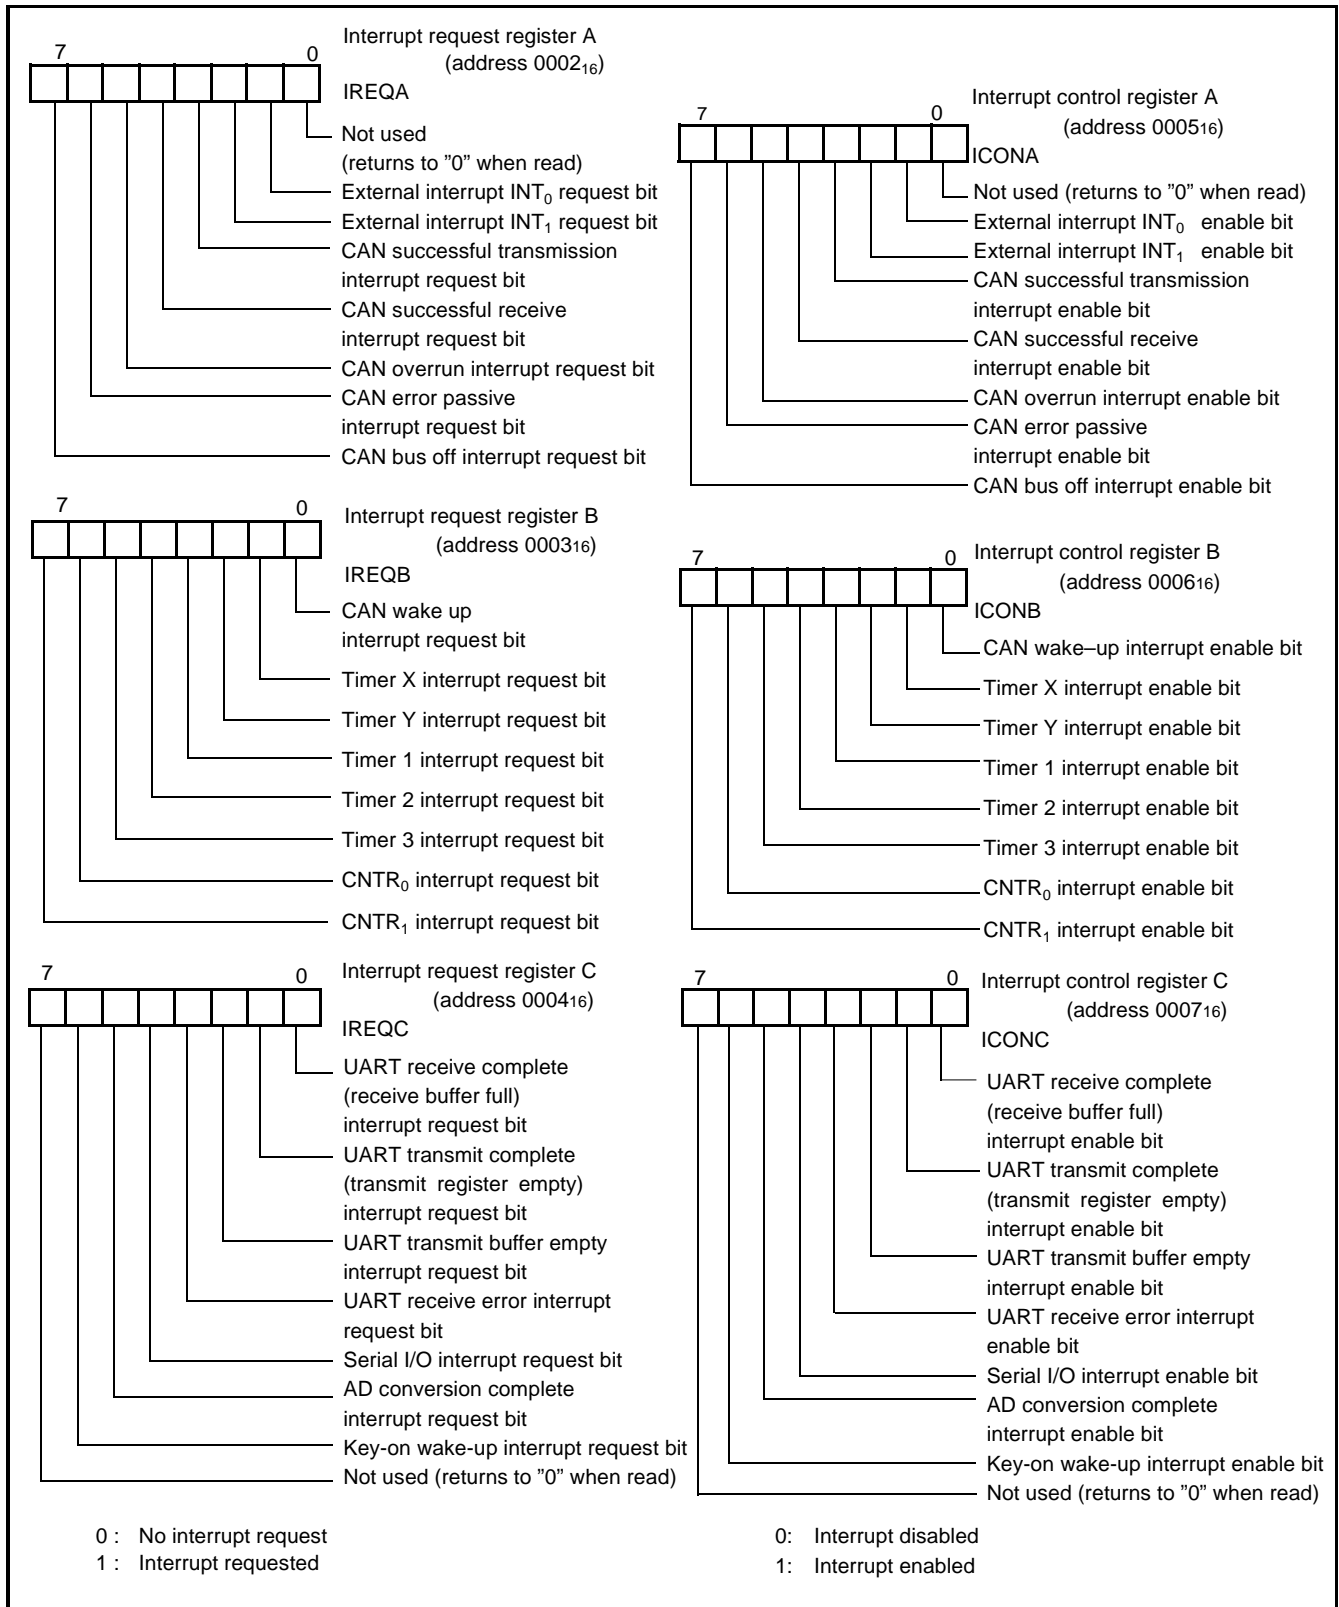 7 0
Interrupt request register A
(address 0002₁₆)
IREQA
Not used
(returns to ”0” when read)
External interrupt INT₀ request bit
External interrupt INT₁ request bit
CAN successful transmission
interrupt request bit
CAN successful receive
interrupt request bit
CAN overrun interrupt request bit
CAN error passive
interrupt request bit
CAN bus off interrupt request bit
7 0
Interrupt control register A
(address 0005₁₆)
ICONA
Not used (returns to ”0” when read)
External interrupt INT₀ enable bit
External interrupt INT₁ enable bit
CAN successful transmission
interrupt enable bit
CAN successful receive
interrupt enable bit
CAN overrun interrupt enable bit
CAN error passive
interrupt enable bit
CAN bus off interrupt enable bit
7 0
Interrupt request register B
(address 0003₁₆)
IREQB
CAN wake up
interrupt request bit
Timer X interrupt request bit
Timer Y interrupt request bit
Timer 1 interrupt request bit
Timer 2 interrupt request bit
Timer 3 interrupt request bit
CNTR₀ interrupt request bit
CNTR₁ interrupt request bit
7 0
Interrupt control register B
(address 0006₁₆)
ICONB
CAN wake–up interrupt enable bit
Timer X interrupt enable bit
Timer Y interrupt enable bit
Timer 1 interrupt enable bit
Timer 2 interrupt enable bit
Timer 3 interrupt enable bit
CNTR₀ interrupt enable bit
CNTR₁ interrupt enable bit
7 0
Interrupt request register C
(address 0004₁₆)
IREQC
UART receive complete
(receive buffer full)
interrupt request bit
UART transmit complete
(transmit register empty)
interrupt request bit
UART transmit buffer empty
interrupt request bit
UART receive error interrupt
request bit
Serial I/O interrupt request bit
AD conversion complete
interrupt request bit
Key-on wake-up interrupt request bit
Not used (returns to ”0” when read)
0 : No interrupt request
1 : Interrupt requested
7 0
Interrupt control register C
(address 0007₁₆)
ICONC
UART receive complete
(receive buffer full)
interrupt enable bit
UART transmit complete
(transmit register empty)
interrupt enable bit
UART transmit buffer empty
interrupt enable bit
UART receive error interrupt
enable bit
Serial I/O interrupt enable bit
AD conversion complete
interrupt enable bit
Key-on wake-up interrupt enable bit
Not used (returns to ”0” when read)
0: Interrupt disabled
1: Interrupt enabled